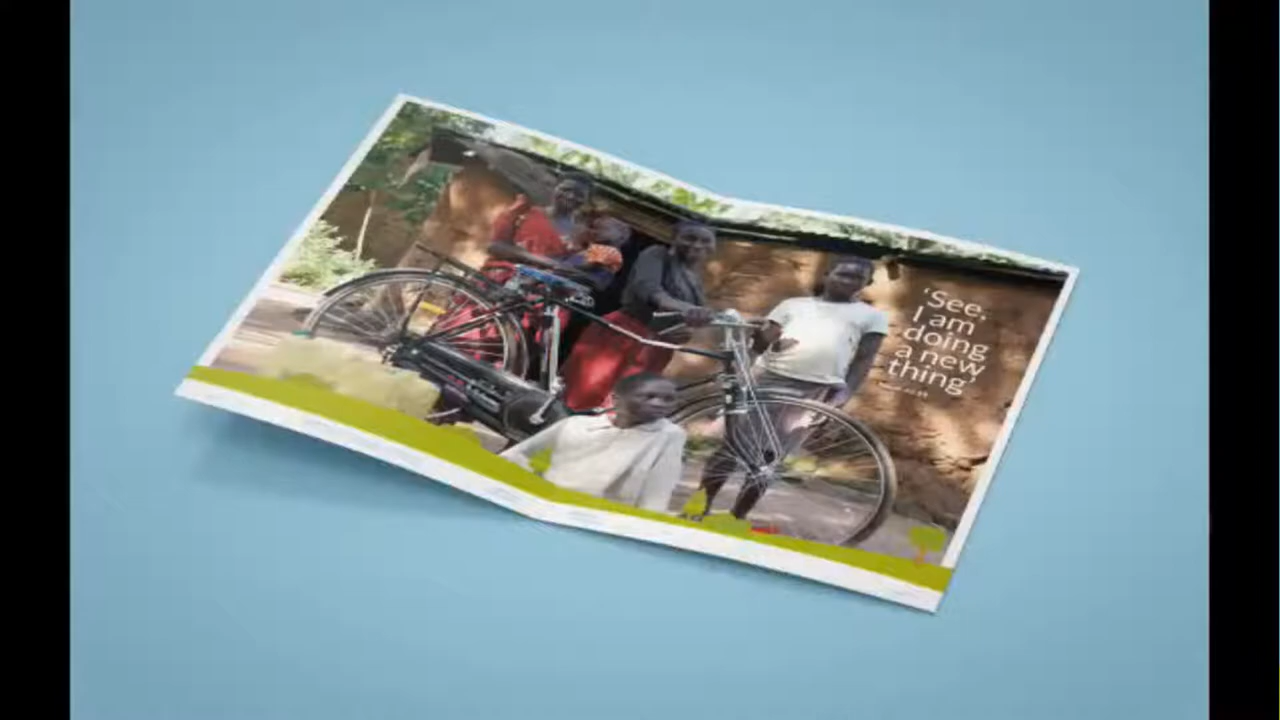 ‘See,
I am
doing
a new
thing’